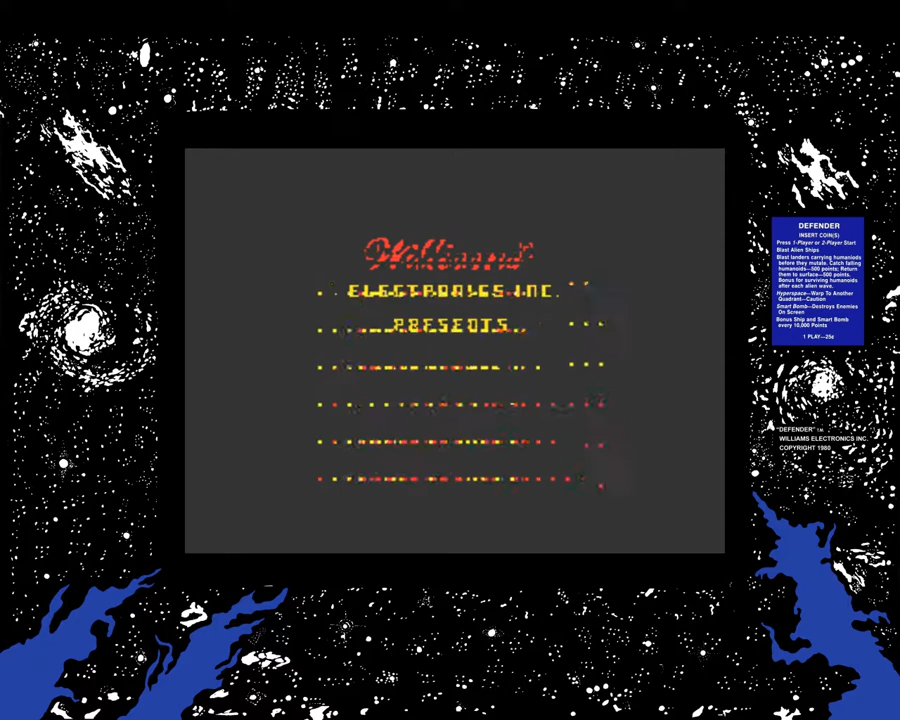 Williams
ELECTRONICS INC.
PRESENTS
DEFENDER
INSERT COIN(S)
Press 1-Player or 2-Player Start
Blast Alien Ships
Blast landers carrying humanoids
before they mutate. Catch falling
humanoids—500 points; Return
them to surface—500 points.
Bonus for surviving humanoids
after each alien wave.
Hyperspace—Warp To Another
Quadrant—Caution
Smart Bomb—Destroys Enemies
On Screen
Bonus Ship and Smart Bomb
every 10,000 Points
1 PLAY—25¢
"DEFENDER" T.M.
WILLIAMS ELECTRONICS INC.
COPYRIGHT 1980